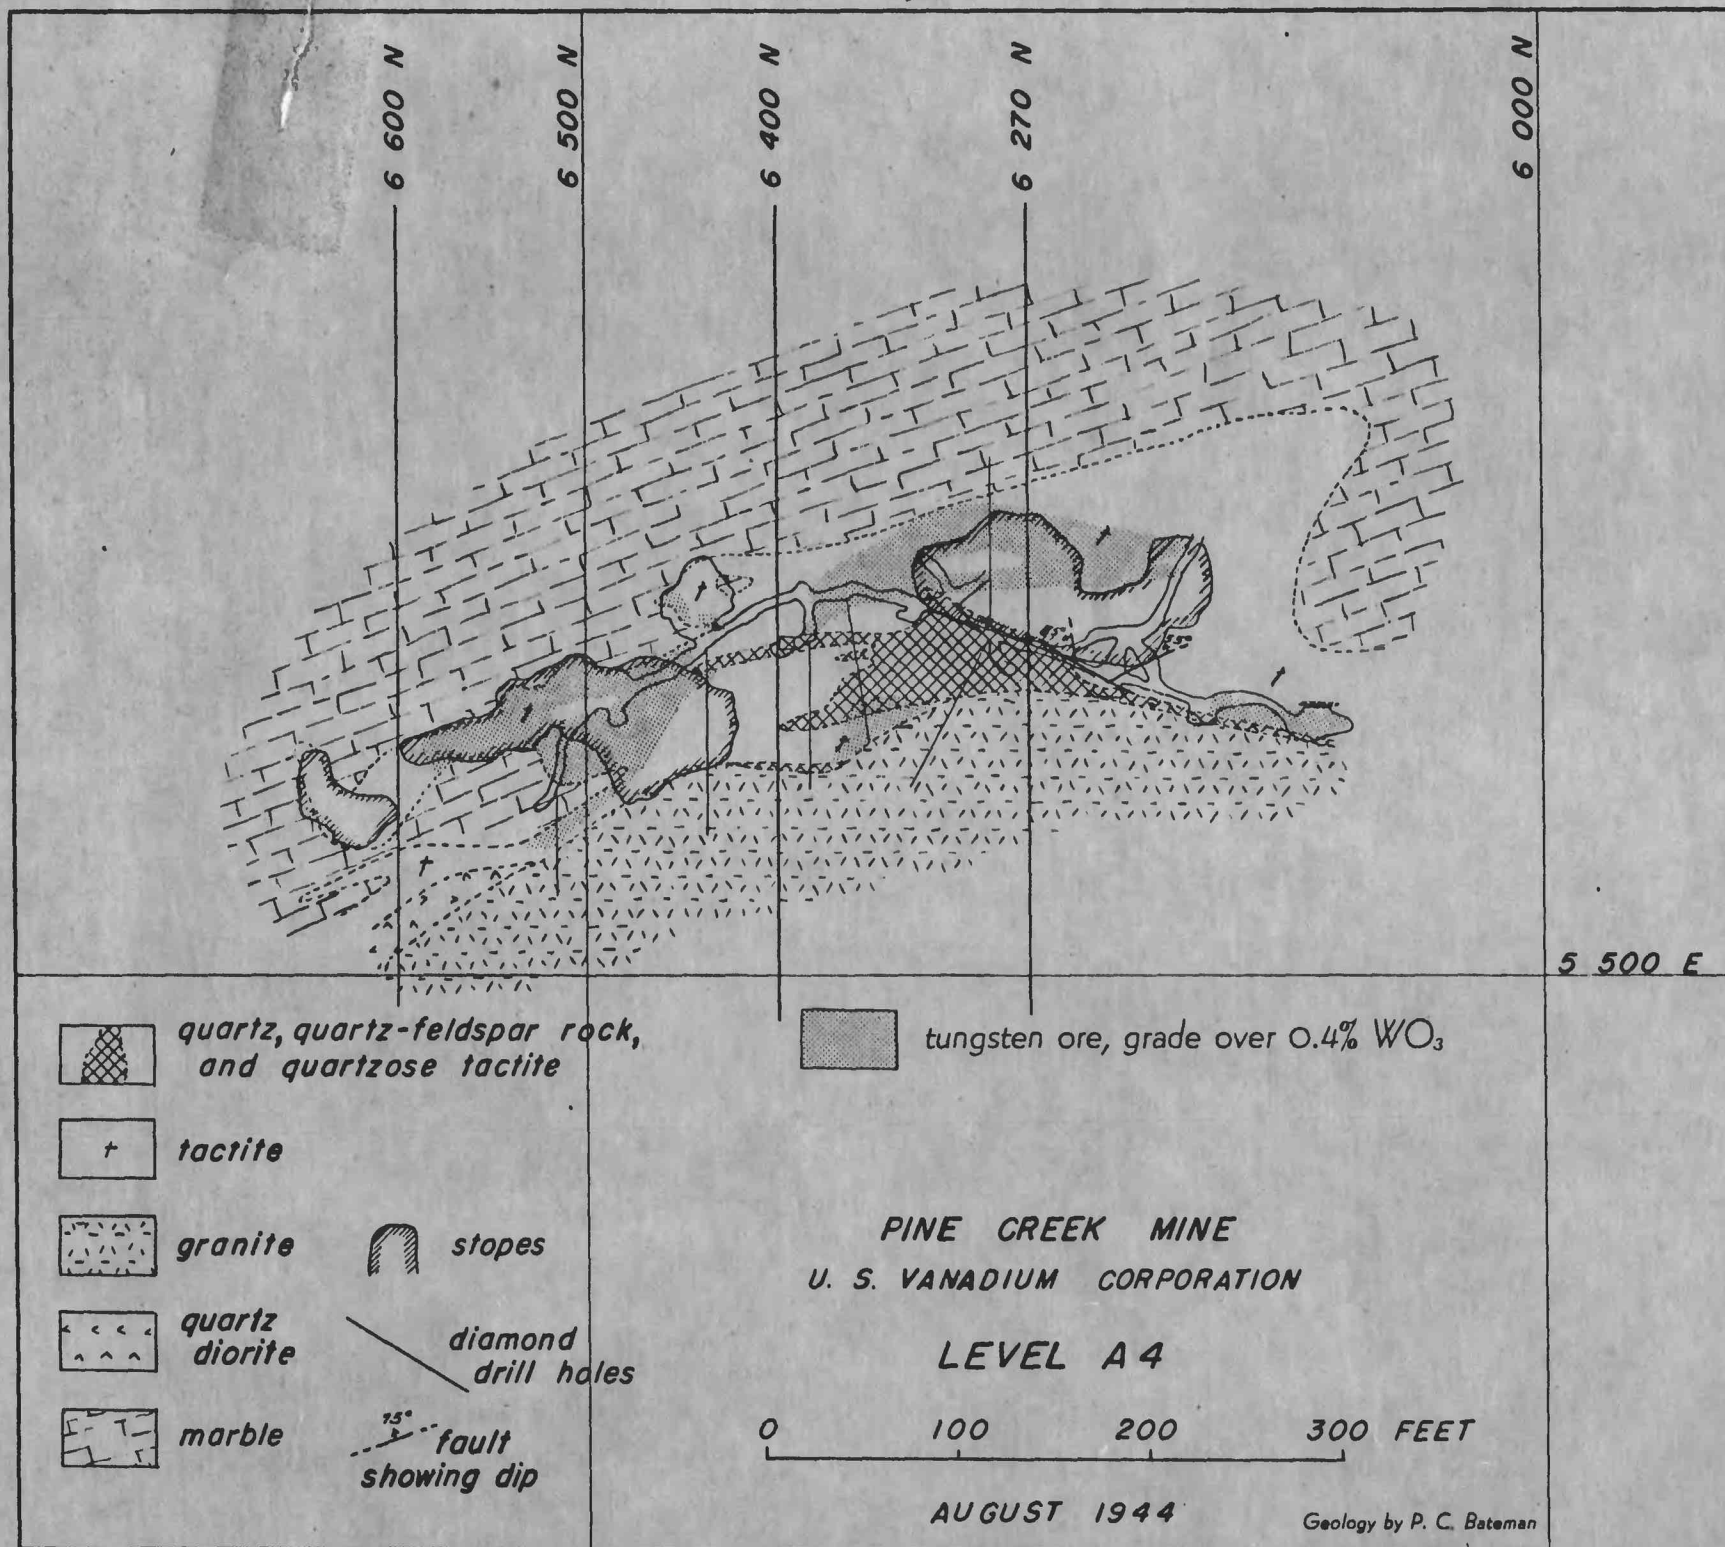 6 600 N
6 500 N
6 400 N
6 270 N
6 000 N
45°
55°
5 500 E
quartz, quartz-feldspar rock,
and quartzose tactite
tungsten ore, grade over 0.4% WO₃
tactite
granite
stopes
quartz
diorite
diamond
drill holes
marble
75°
fault
showing dip
PINE CREEK MINE
U. S. VANADIUM CORPORATION
LEVEL A4
0 100 200 300 FEET
AUGUST 1944
Geology by P. C. Bateman